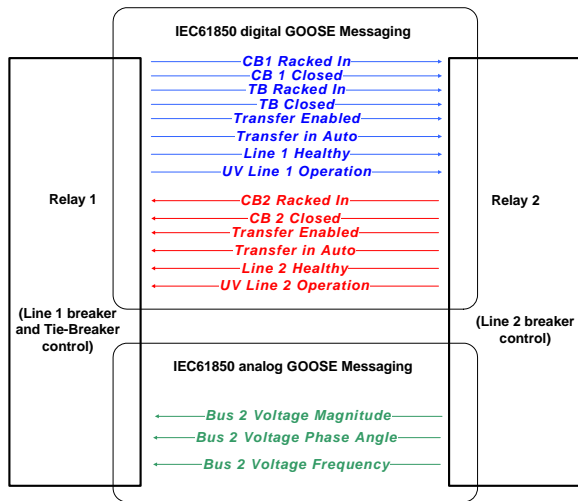 IEC61850 digital GOOSE Messaging
CB1 Racked In
CB 1 Closed
TB Racked In
TB Closed
Transfer Enabled
Transfer in Auto
Line 1 Healthy
UV Line 1 Operation
Relay 1
CB2 Racked In
Relay 2
CB 2 Closed
Transfer Enabled
Transfer in Auto
Line 2 Healthy
UV Line 2 Operation
(Line 1 breaker
and Tie-Breaker
control)
(Line 2 breaker
control)
IEC61850 analog GOOSE Messaging
Bus 2 Voltage Magnitude
Bus 2 Voltage Phase Angle
Bus 2 Voltage Frequency